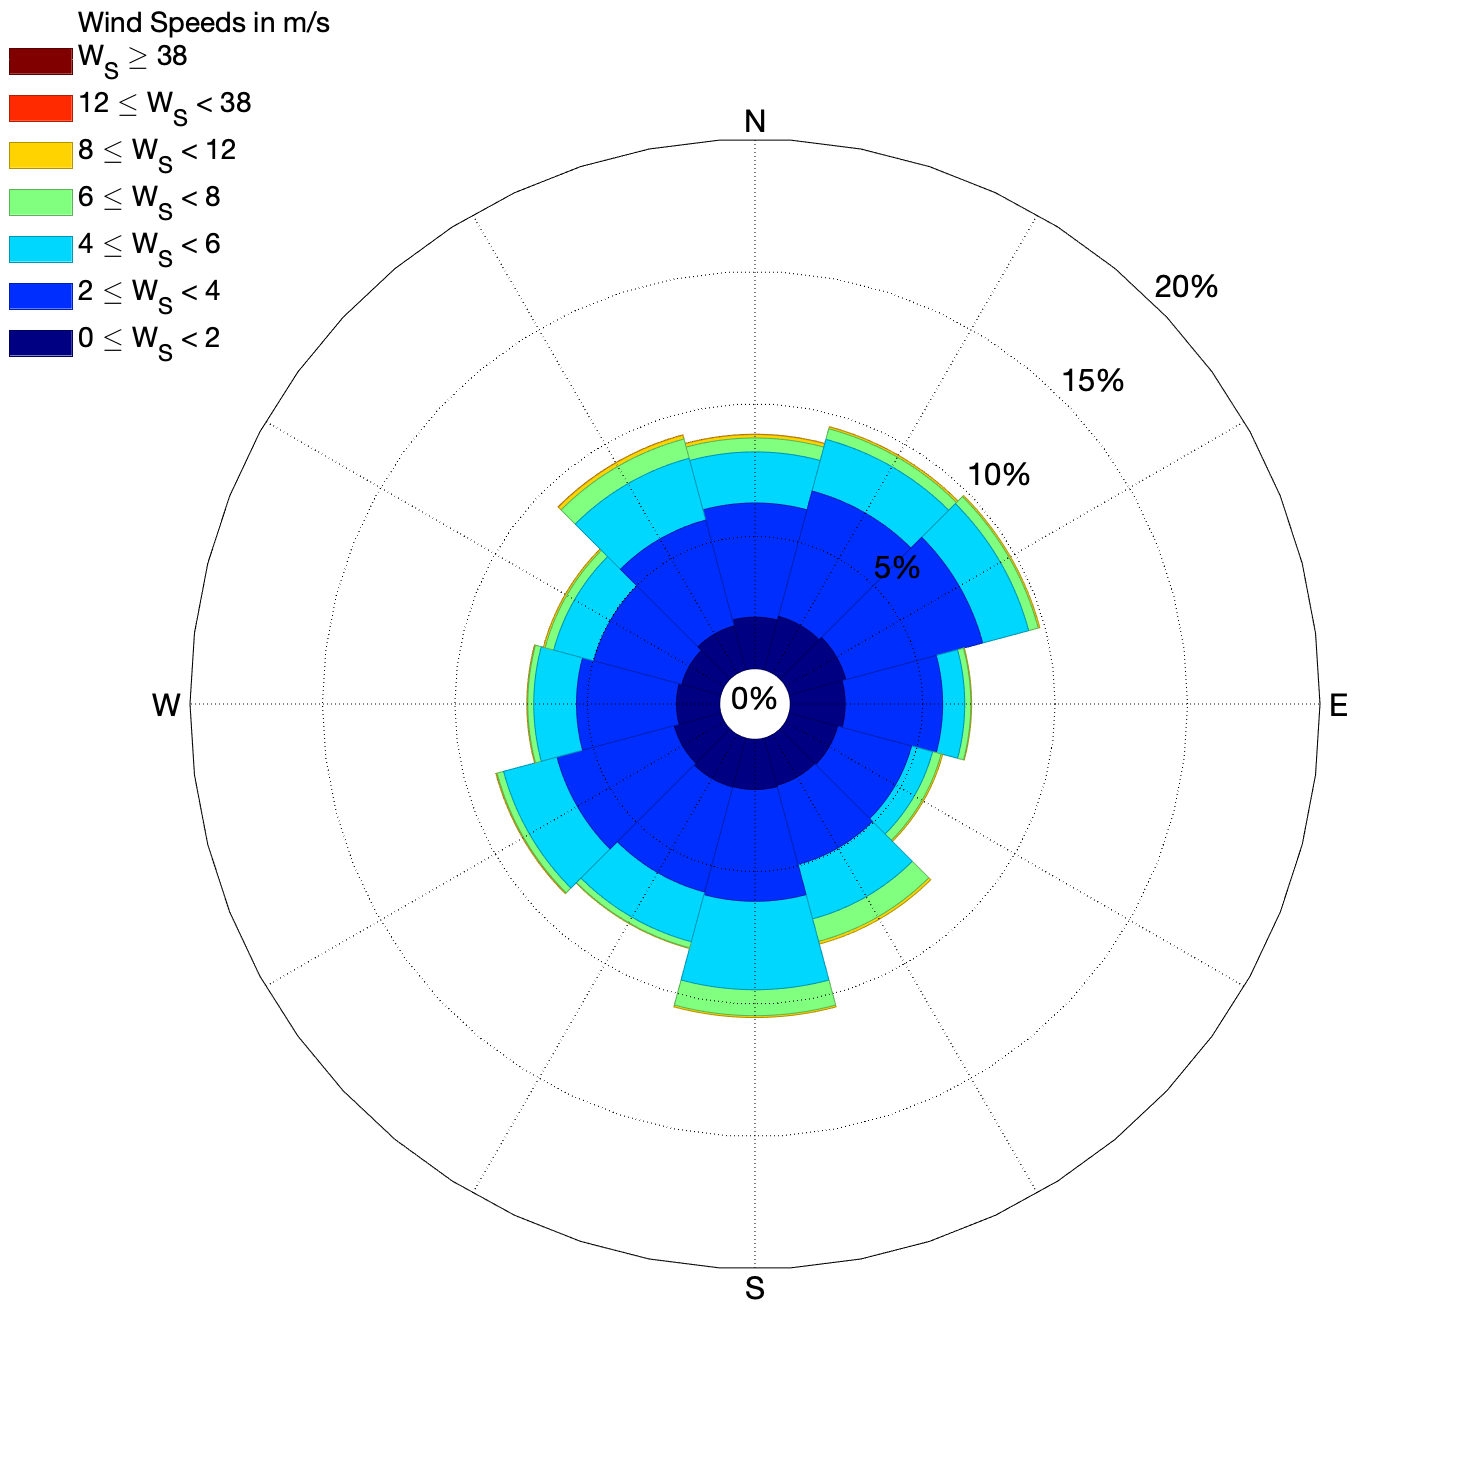 Wind Speeds in m/s
W_S ≥ 38
12 ≤ W_S < 38
8 ≤ W_S < 12
6 ≤ W_S < 8
4 ≤ W_S < 6
2 ≤ W_S < 4
0 ≤ W_S < 2
N
20%
15%
10%
5%
0%
W
E
S